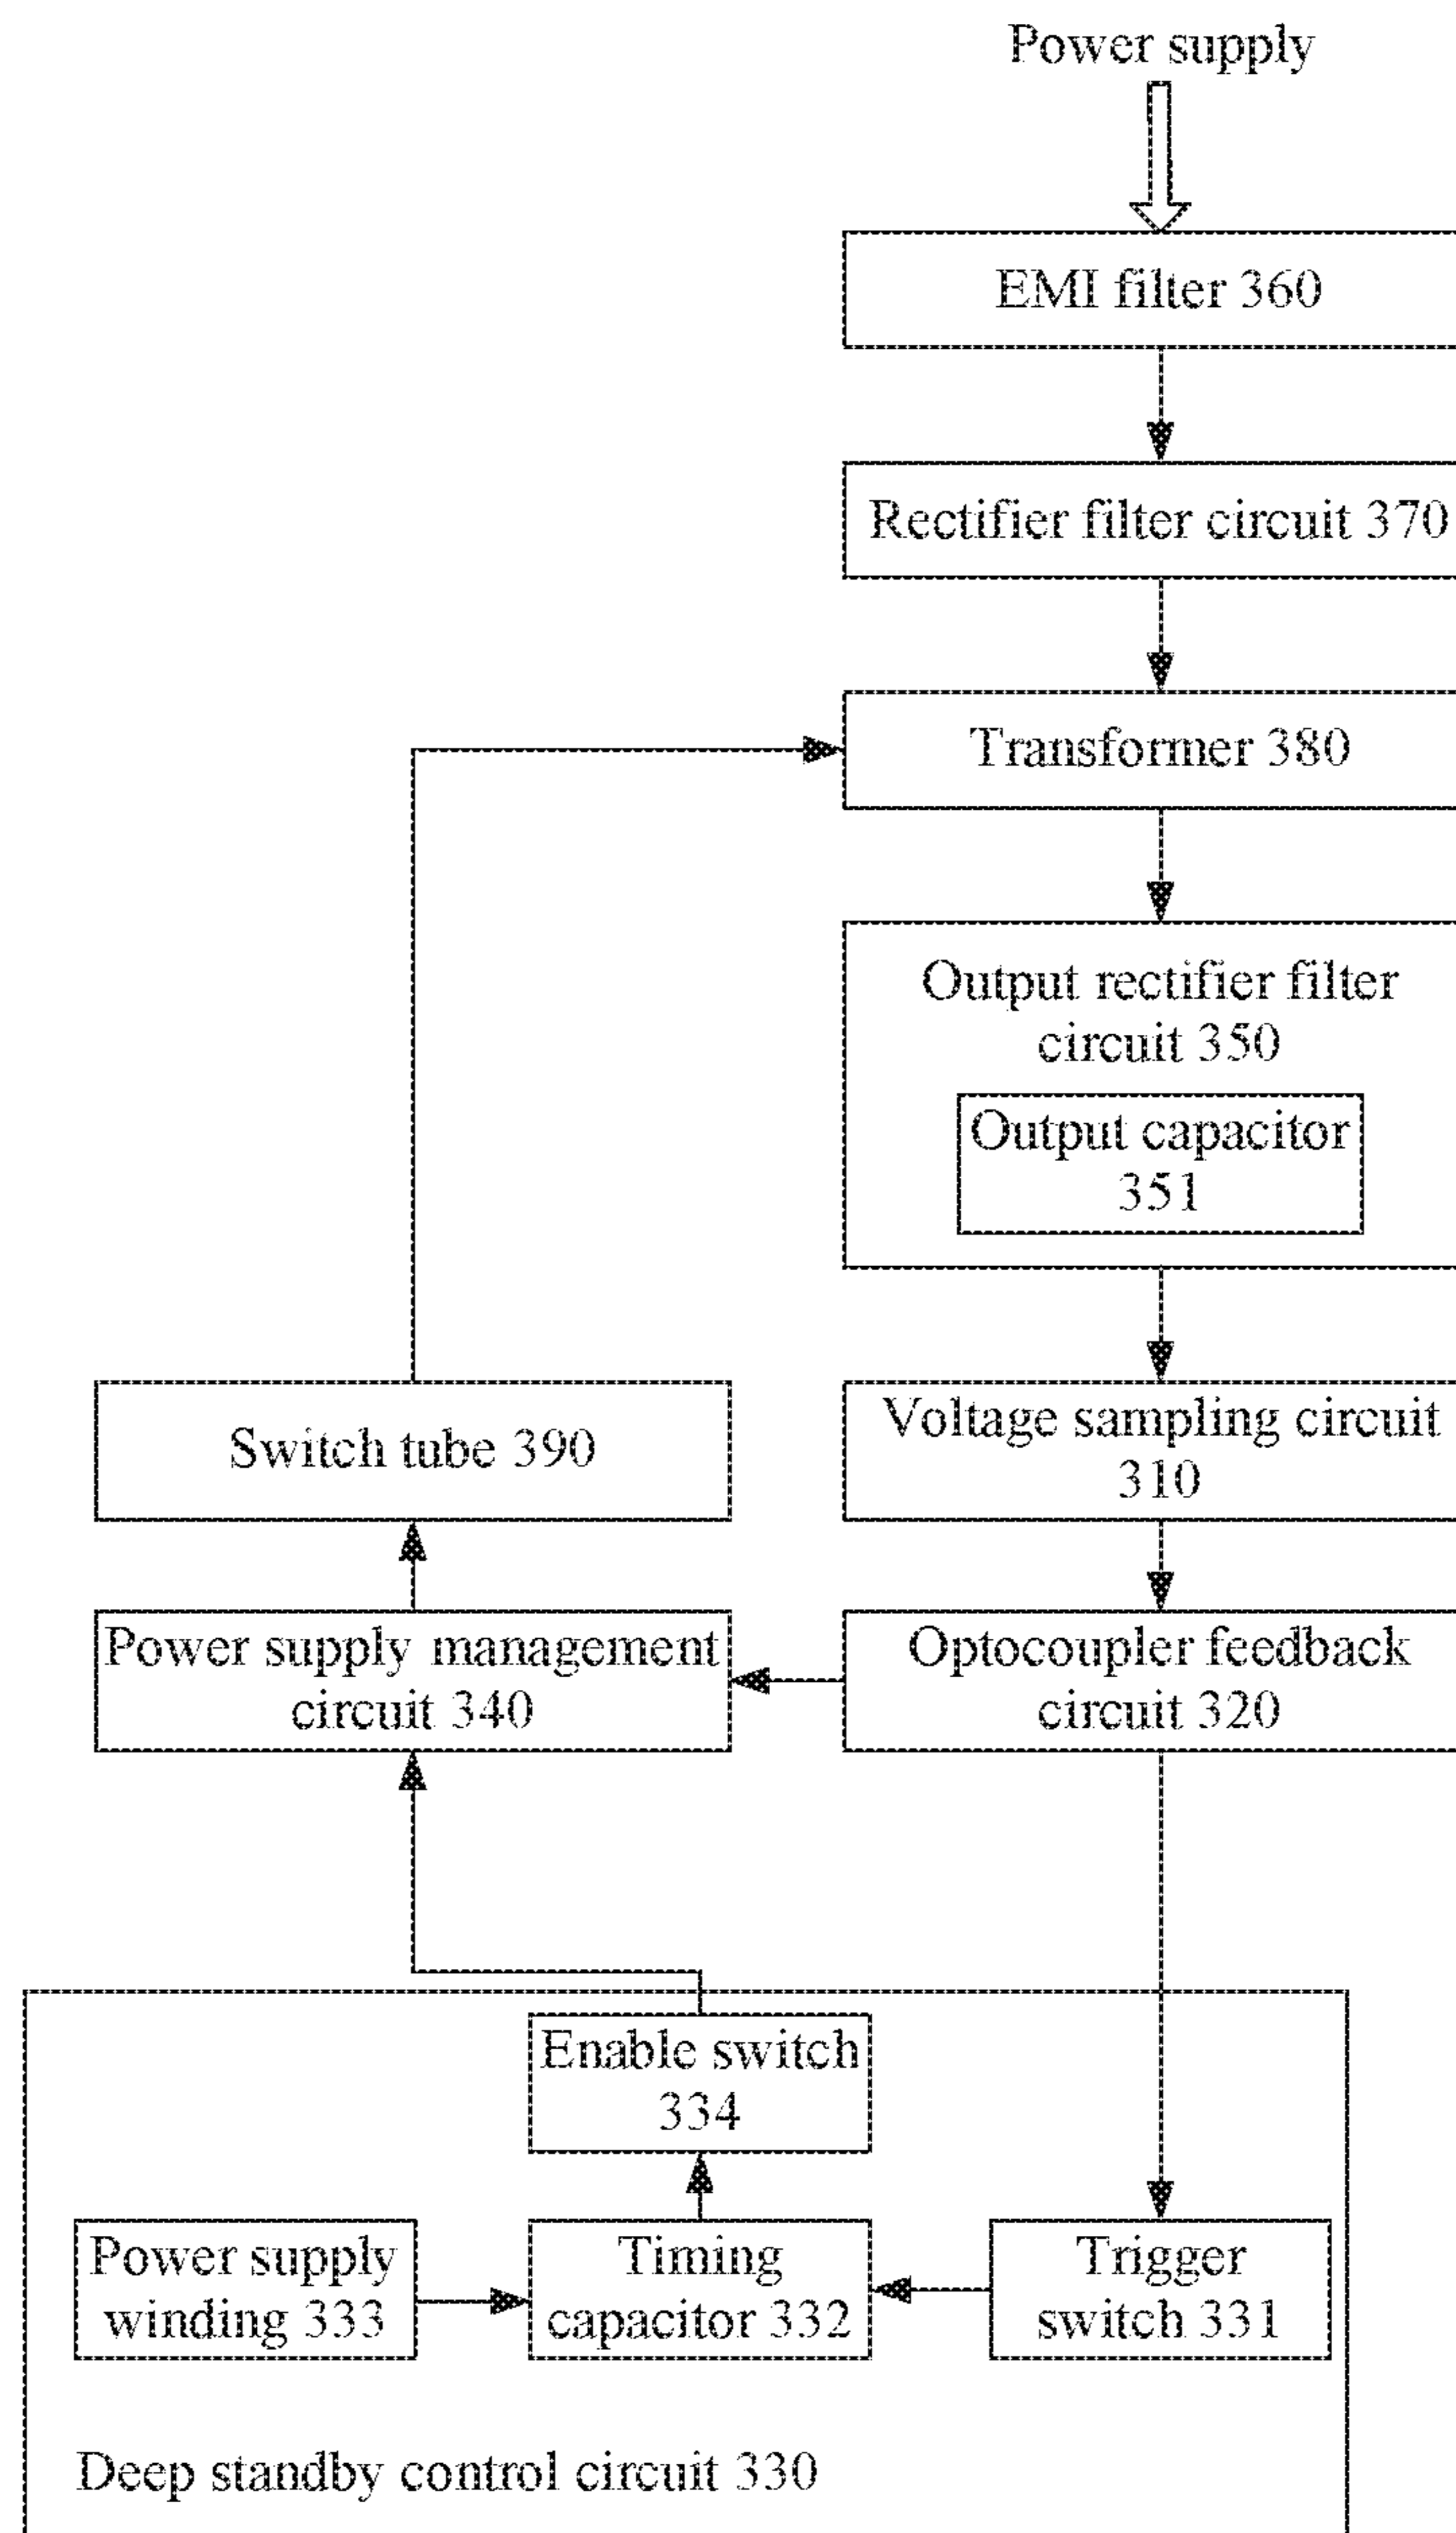 Power supply
EMI filter 360
Rectifier filter circuit 370
Transformer 380
Output rectifier filter
circuit 350
Output capacitor
351
Switch tube 390
Voltage sampling circuit
310
Power supply management
circuit 340
Optocoupler feedback
circuit 320
Enable switch
334
Power supply
winding 333
Timing
capacitor 332
Trigger
switch 331
Deep standby control circuit 330